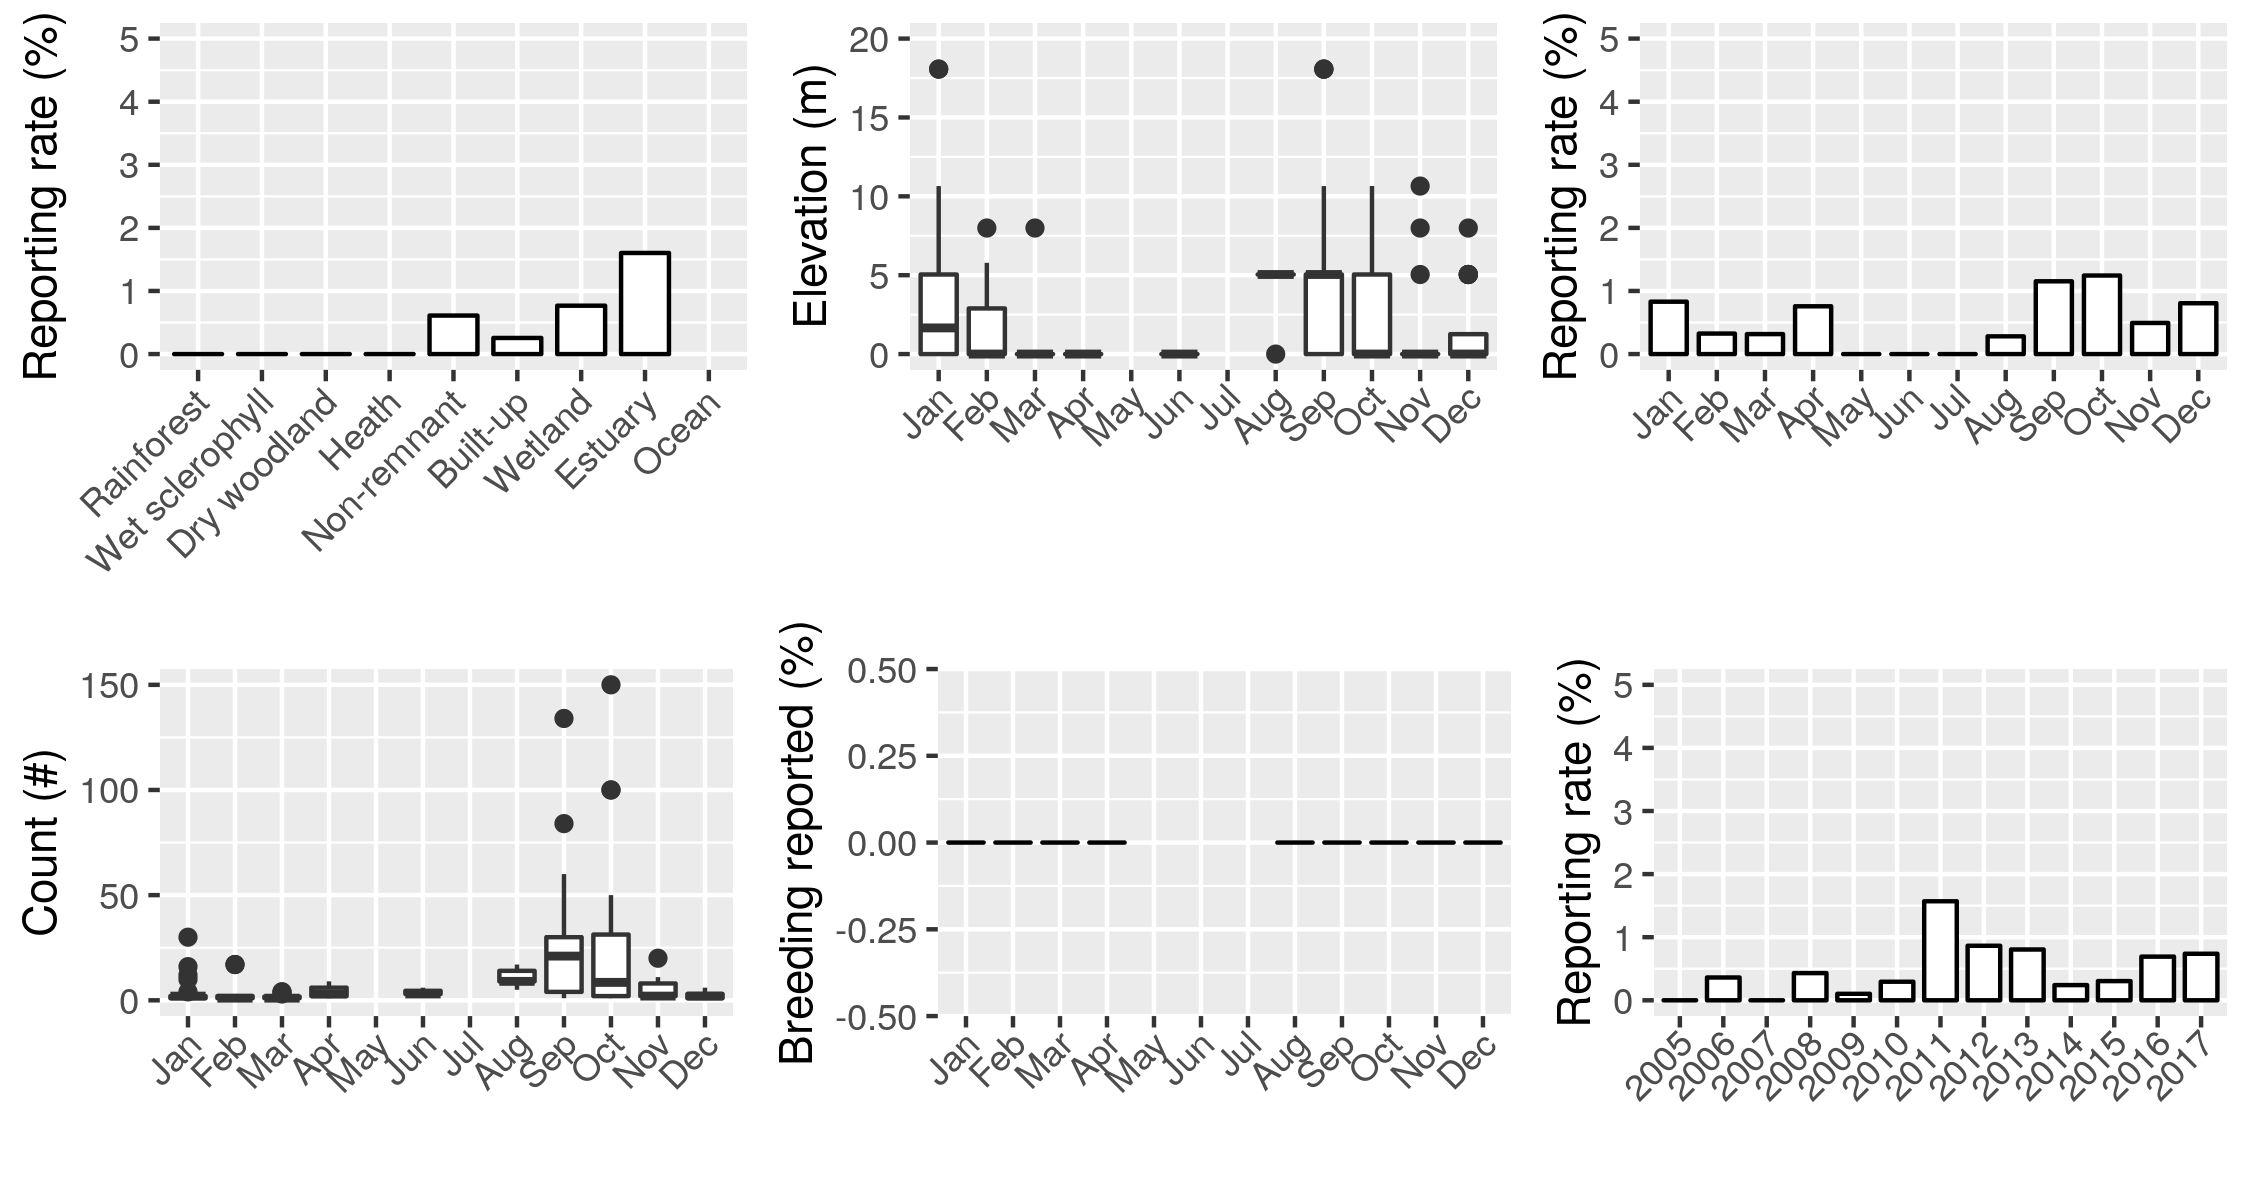 Reporting rate (%)
5
4
3
2
1
0
Rainforest
Wet sclerophyll
Dry woodland
Heath
Non-remnant
Built-up
Wetland
Estuary
Ocean
Elevation (m)
20
15
10
5
0
Jan
Feb
Mar
Apr
May
Jun
Jul
Aug
Sep
Oct
Nov
Dec
Reporting rate (%)
5
4
3
2
1
0
Jan
Feb
Mar
Apr
May
Jun
Jul
Aug
Sep
Oct
Nov
Dec
Count (#)
150
100
50
0
Jan
Feb
Mar
Apr
May
Jun
Jul
Aug
Sep
Oct
Nov
Dec
Breeding reported (%)
0.50
0.25
0.00
-0.25
-0.50
Jan
Feb
Mar
Apr
May
Jun
Jul
Aug
Sep
Oct
Nov
Dec
Reporting rate (%)
5
4
3
2
1
0
2005
2006
2007
2008
2009
2010
2011
2012
2013
2014
2015
2016
2017